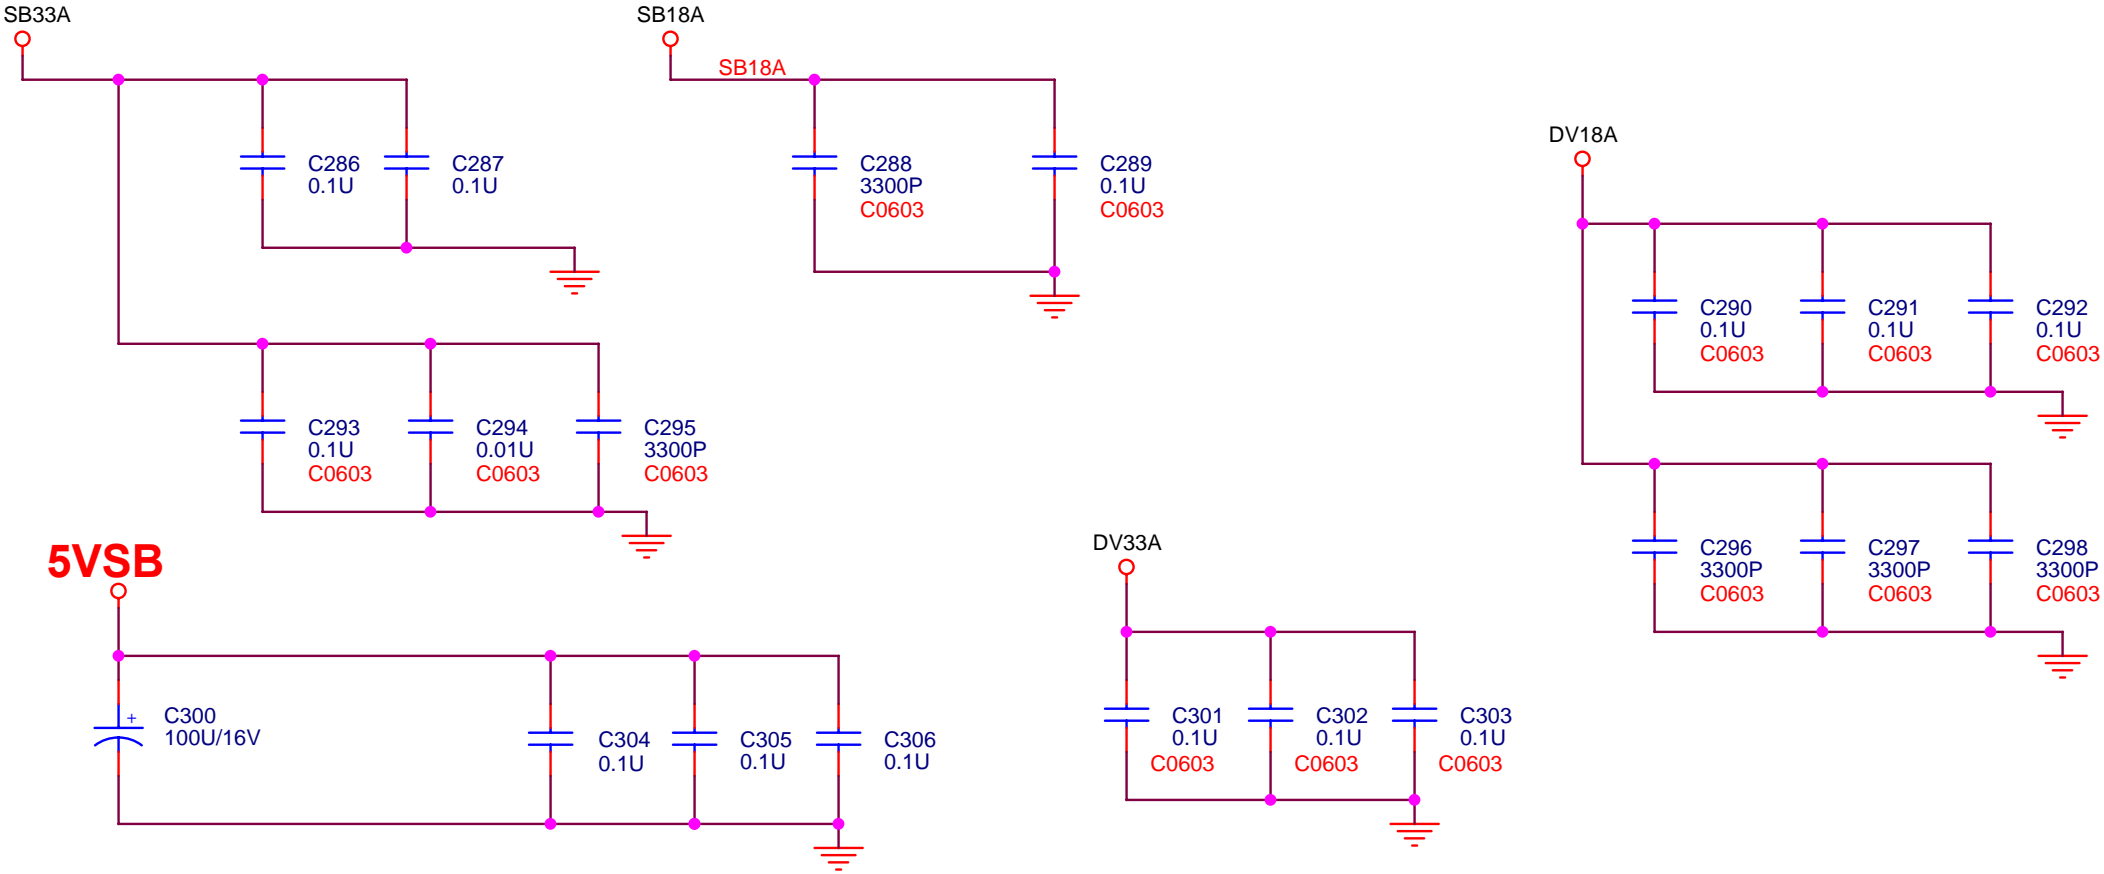 SB33A
SB18A
SB18A
C286
0.1U
C287
0.1U
C288
3300P
C0603
C289
0.1U
C0603
DV18A
C290
0.1U
C0603
C291
0.1U
C0603
C292
0.1U
C0603
C293
0.1U
C0603
C294
0.01U
C0603
C295
3300P
C0603
5VSB
DV33A
C296
3300P
C0603
C297
3300P
C0603
C298
3300P
C0603
+
C300
100U/16V
C304
0.1U
C305
0.1U
C306
0.1U
C301
0.1U
C0603
C302
0.1U
C0603
C303
0.1U
C0603